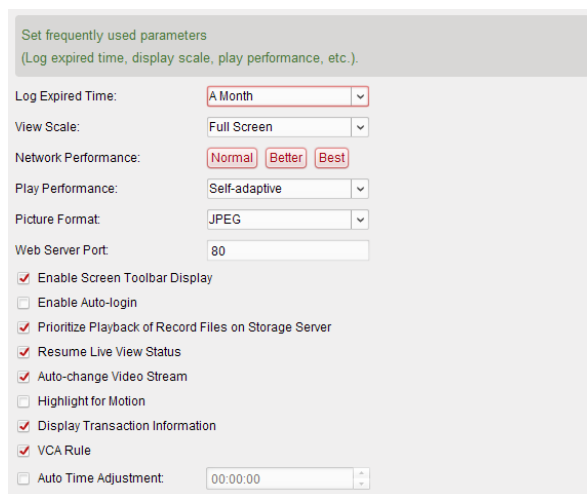 Set frequently used parameters
(Log expired time, display scale, play performance, etc.).
Log Expired Time: A Month
View Scale: Full Screen
Network Performance: Normal Better Best
Play Performance: Self-adaptive
Picture Format: JPEG
Web Server Port: 80
Enable Screen Toolbar Display
Enable Auto-login
Prioritize Playback of Record Files on Storage Server
Resume Live View Status
Auto-change Video Stream
Highlight for Motion
Display Transaction Information
VCA Rule
Auto Time Adjustment: 00:00:00